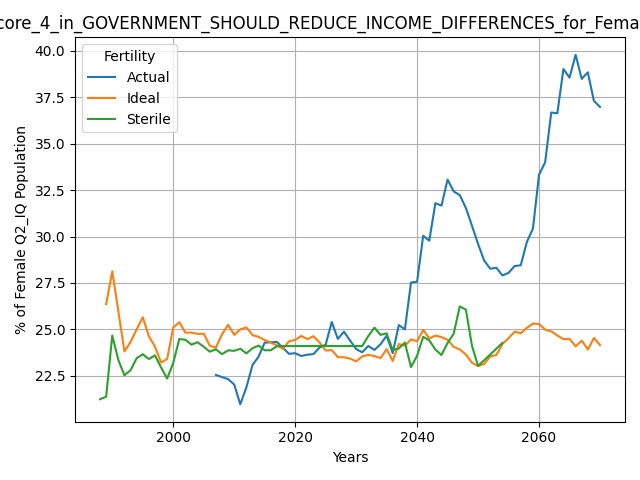 core_4_in_GOVERNMENT_SHOULD_REDUCE_INCOME_DIFFERENCES_for_Fema
Fertility
Actual
Ideal
Sterile
40.0
37.5
35.0
32.5
30.0
27.5
25.0
22.5
% of Female Q2_IQ Population
2000
2020
2040
2060
Years